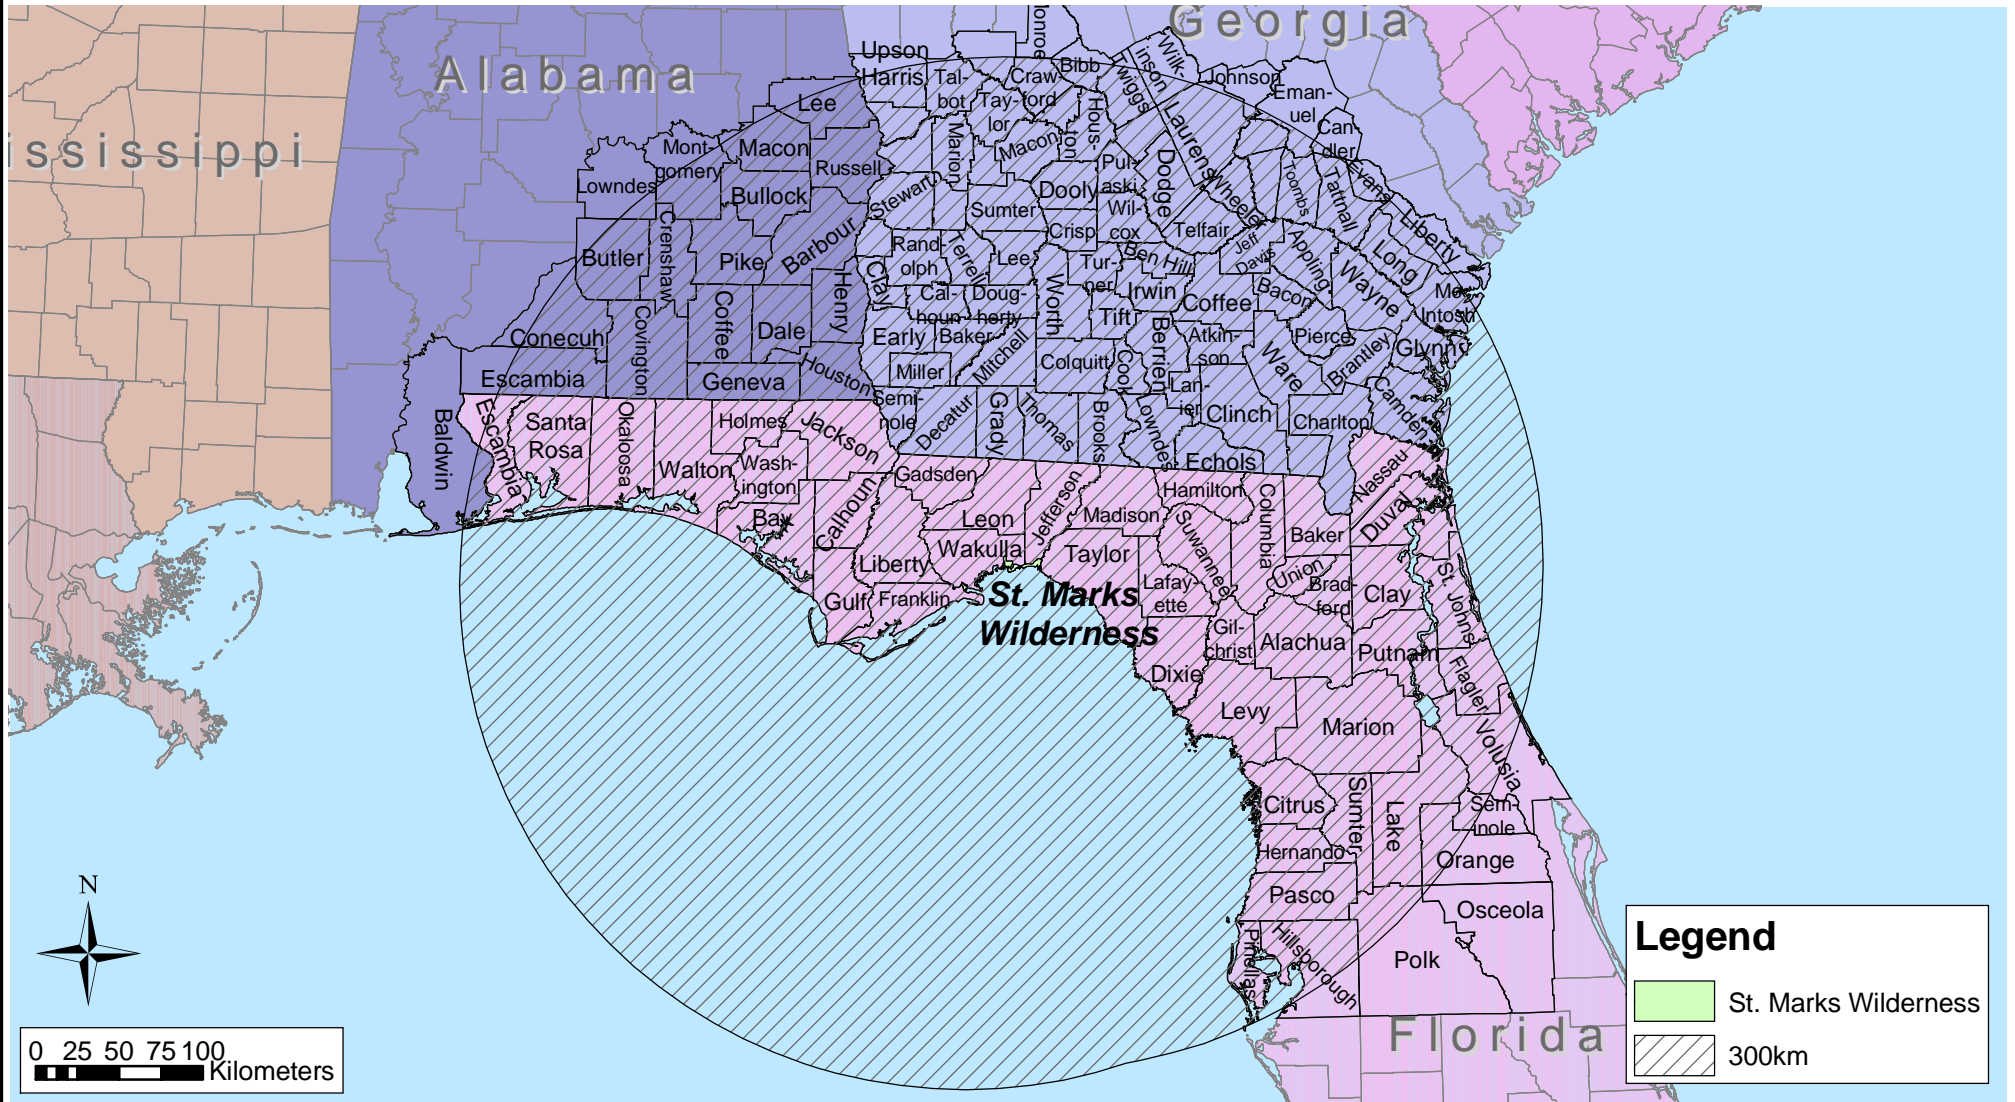 Georgia
Alabama
ississippi
Florida
Upson
Harris
Tal-
bot
Craw-
ford
Bibb
Twiggs
Wilk-
inson
Johnson
Eman-
uel
Can-
dler
Evans
Lee
Mont-
gomery
Macon
Russell
Lowndes
Bullock
Tay-
lor
Marion
Macon
Hous-
ton
Laurens
Pul-
aski
Dodge
Wheeler
Toombs
Tattnall
Liberty
Stewart
Sumter
Dooly
Wil-
cox
Crisp
Telfair
Jeff
Davis
Appling
Long
Butler
Crenshaw
Pike
Barbour
Henry
Clay
Rand-
olph
Terrell
Lee
Tur-
ner
Ben Hill
Wayne
Mc-
Intosh
Conecuh
Covington
Coffee
Dale
Cal-
houn
Doug-
herty
Worth
Irwin
Coffee
Bacon
Early
Baker
Mitchell
Tift
Berrien
Atkin-
son
Pierce
Brantley
Glynn
Escambia
Geneva
Houston
Miller
Colquitt
Cook
Lan-
ier
Ware
Camden
Baldwin
Escambia
Santa
Rosa
Okaloosa
Walton
Holmes
Jackson
Semi-
nole
Decatur
Grady
Thomas
Brooks
Lowndes
Clinch
Charlton
Echols
Wash-
ington
Bay
Calhoun
Gadsden
Leon
Jefferson
Madison
Hamilton
Suwannee
Columbia
Baker
Nassau
Duval
Liberty
Wakulla
Taylor
Gulf
Franklin
St. Marks
Wilderness
Lafay-
ette
Union
Brad-
ford
Clay
St. Johns
Dixie
Gil-
christ
Alachua
Putnam
Flagler
Levy
Marion
Volusia
Citrus
Sumter
Lake
Sem-
inole
Hernando
Orange
Pasco
Osceola
Pinellas
Hillsborough
Polk
N
0 25 50 75 100
Kilometers
Legend
St. Marks Wilderness
300km